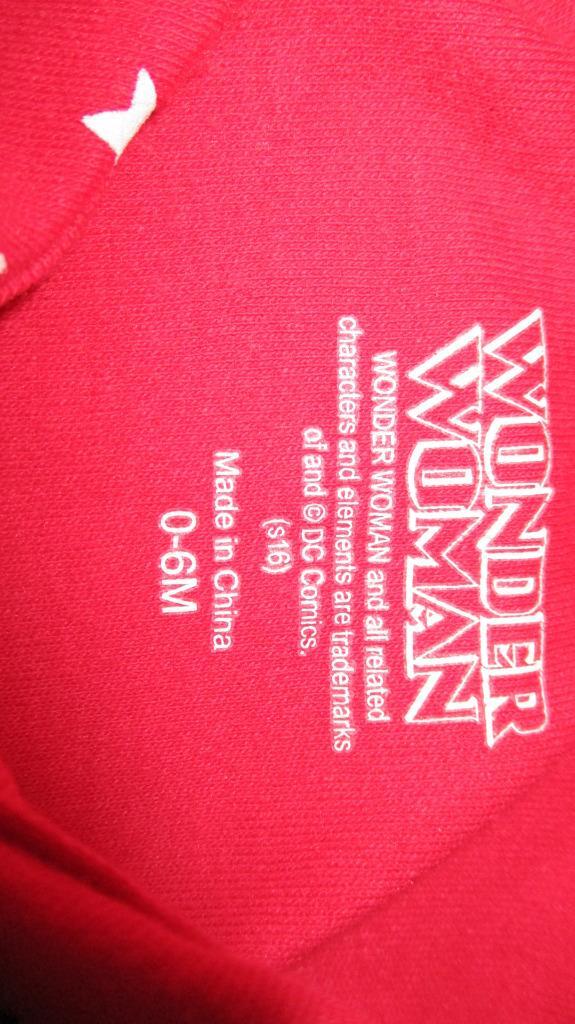 WONDER
WOMAN
WONDER WOMAN and all related
characters and elements are trademarks
of and © DC Comics.
(s16)
Made in China
0-6M